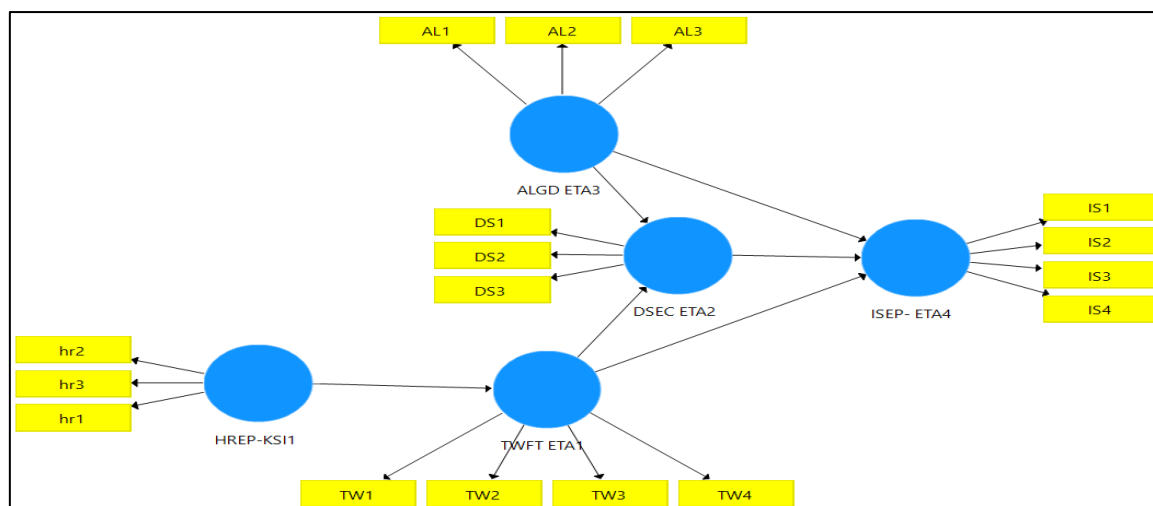 AL1 AL2 AL3
ALGD ETA3
DS1
DS2
DS3
DSEC ETA2
IS1
IS2
IS3
IS4
ISEP- ETA4
hr2
hr3
hr1
HREP-KSI1
TWFT ETA1
TW1 TW2 TW3 TW4